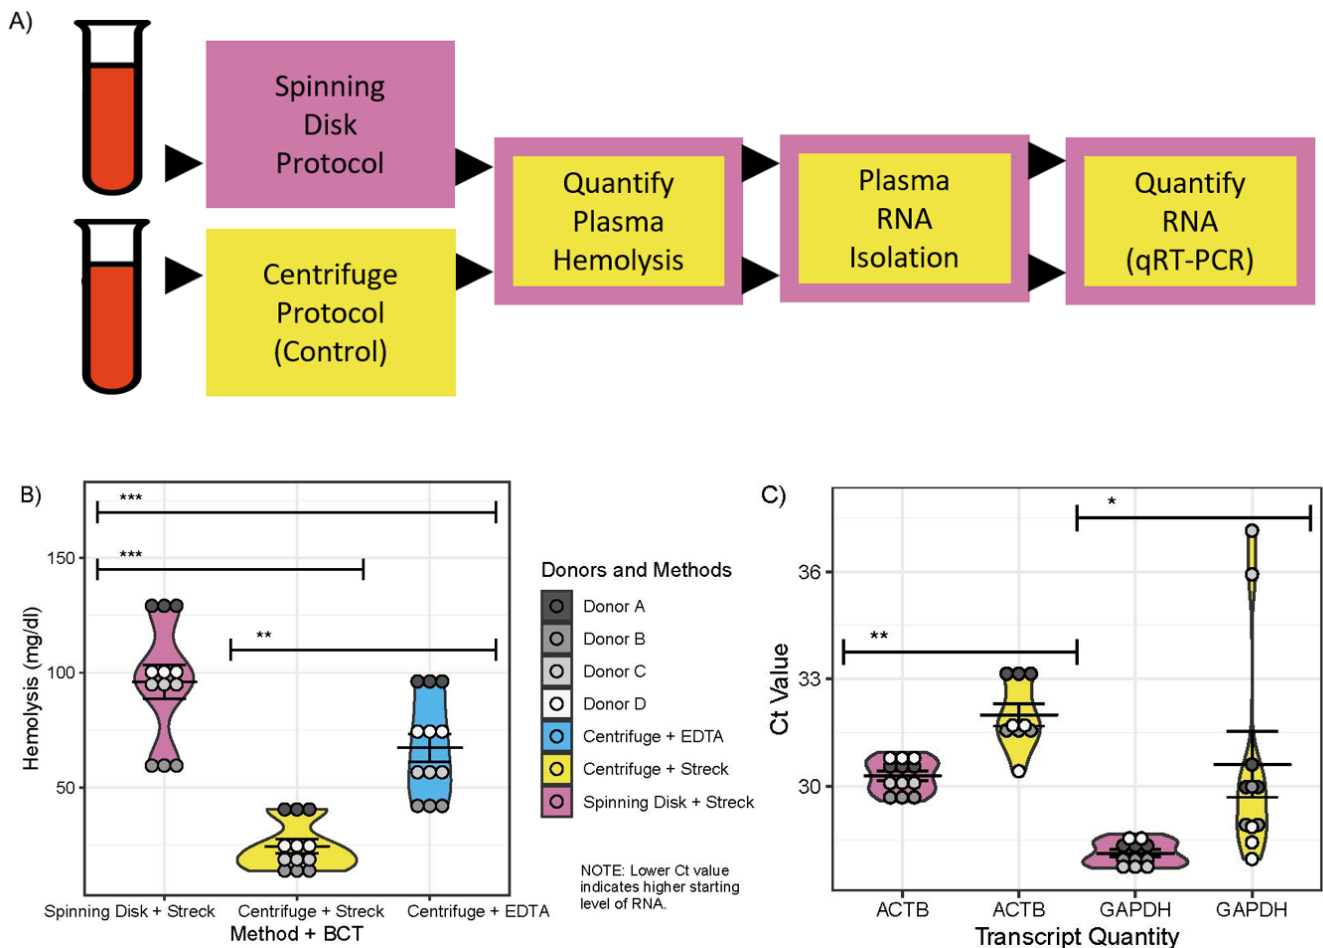 A)
Spinning
Disk
Protocol
Centrifuge
Protocol
(Control)
Quantify
Plasma
Hemolysis
Plasma
RNA
Isolation
Quantify
RNA
(qRT-PCR)
B)
***
***
**
150
100
50
Hemolysis (mg/dl)
Spinning Disk + Streck
Centrifuge + Streck
Centrifuge + EDTA
Method + BCT
Donors and Methods
Donor A
Donor B
Donor C
Donor D
Centrifuge + EDTA
Centrifuge + Streck
Spinning Disk + Streck
NOTE: Lower Ct value
indicates higher starting
level of RNA.
C)
*
**
36
33
30
Ct Value
ACTB
ACTB
GAPDH
GAPDH
Transcript Quantity